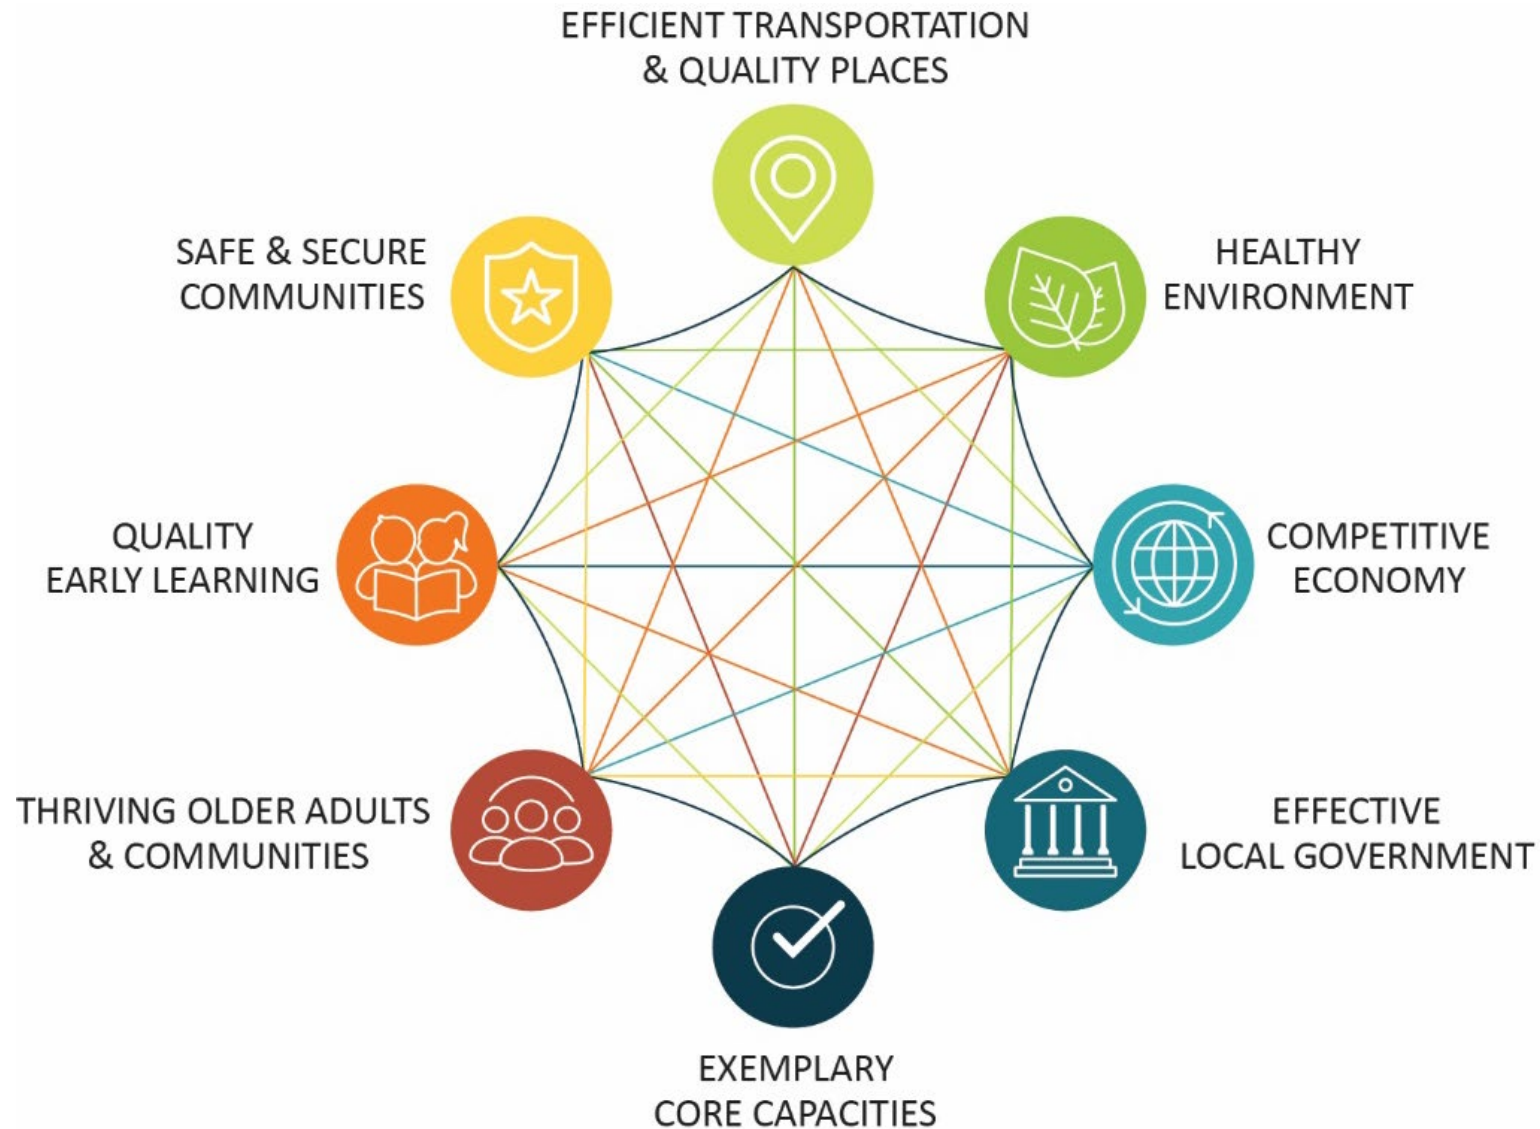 EFFICIENT TRANSPORTATION
& QUALITY PLACES
SAFE & SECURE
COMMUNITIES
HEALTHY
ENVIRONMENT
QUALITY
EARLY LEARNING
COMPETITIVE
ECONOMY
THRIVING OLDER ADULTS
& COMMUNITIES
EFFECTIVE
LOCAL GOVERNMENT
EXEMPLARY
CORE CAPACITIES